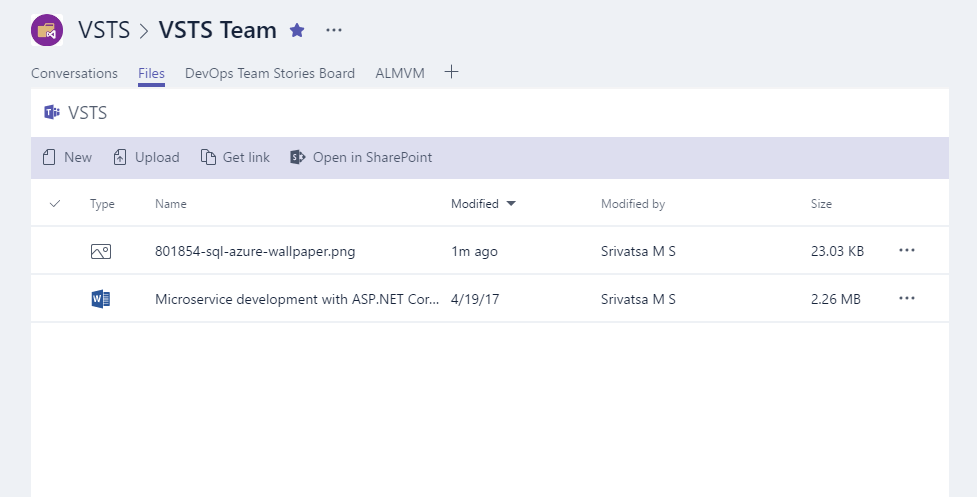 VSTS > VSTS Team ...
Conversations Files DevOps Team Stories Board ALMVM +
VSTS
New Upload Get link Open in SharePoint
Type Name Modified Modified by Size
801854-sql-azure-wallpaper.png 1m ago Srivatsa M S 23.03 KB ...
Microservice development with ASP.NET Cor... 4/19/17 Srivatsa M S 2.26 MB ...